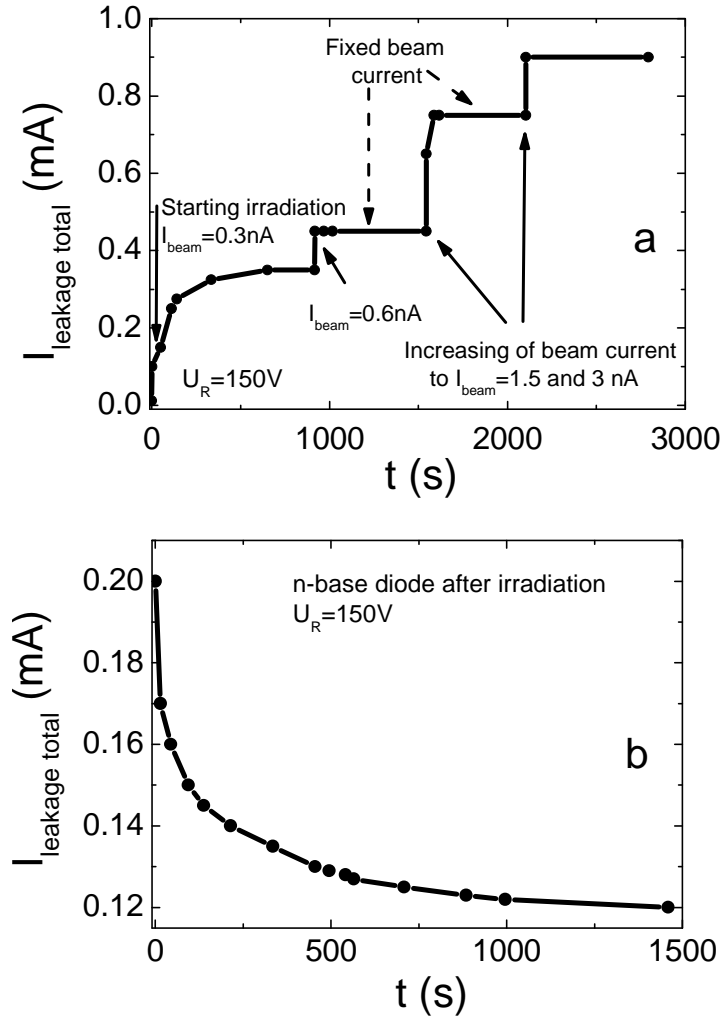 1.0
0.8
0.6
0.4
0.2
0.0
I_leakage total (mA)
Fixed beam
current
Starting irradiation
I_beam=0.3nA
a
I_beam=0.6nA
Increasing of beam current
to I_beam=1.5 and 3 nA
U_R=150V
0
1000
2000
3000
t (s)
0.20
0.18
0.16
0.14
0.12
I_leakage total (mA)
n-base diode after irradiation
U_R=150V
b
0
500
1000
1500
t (s)